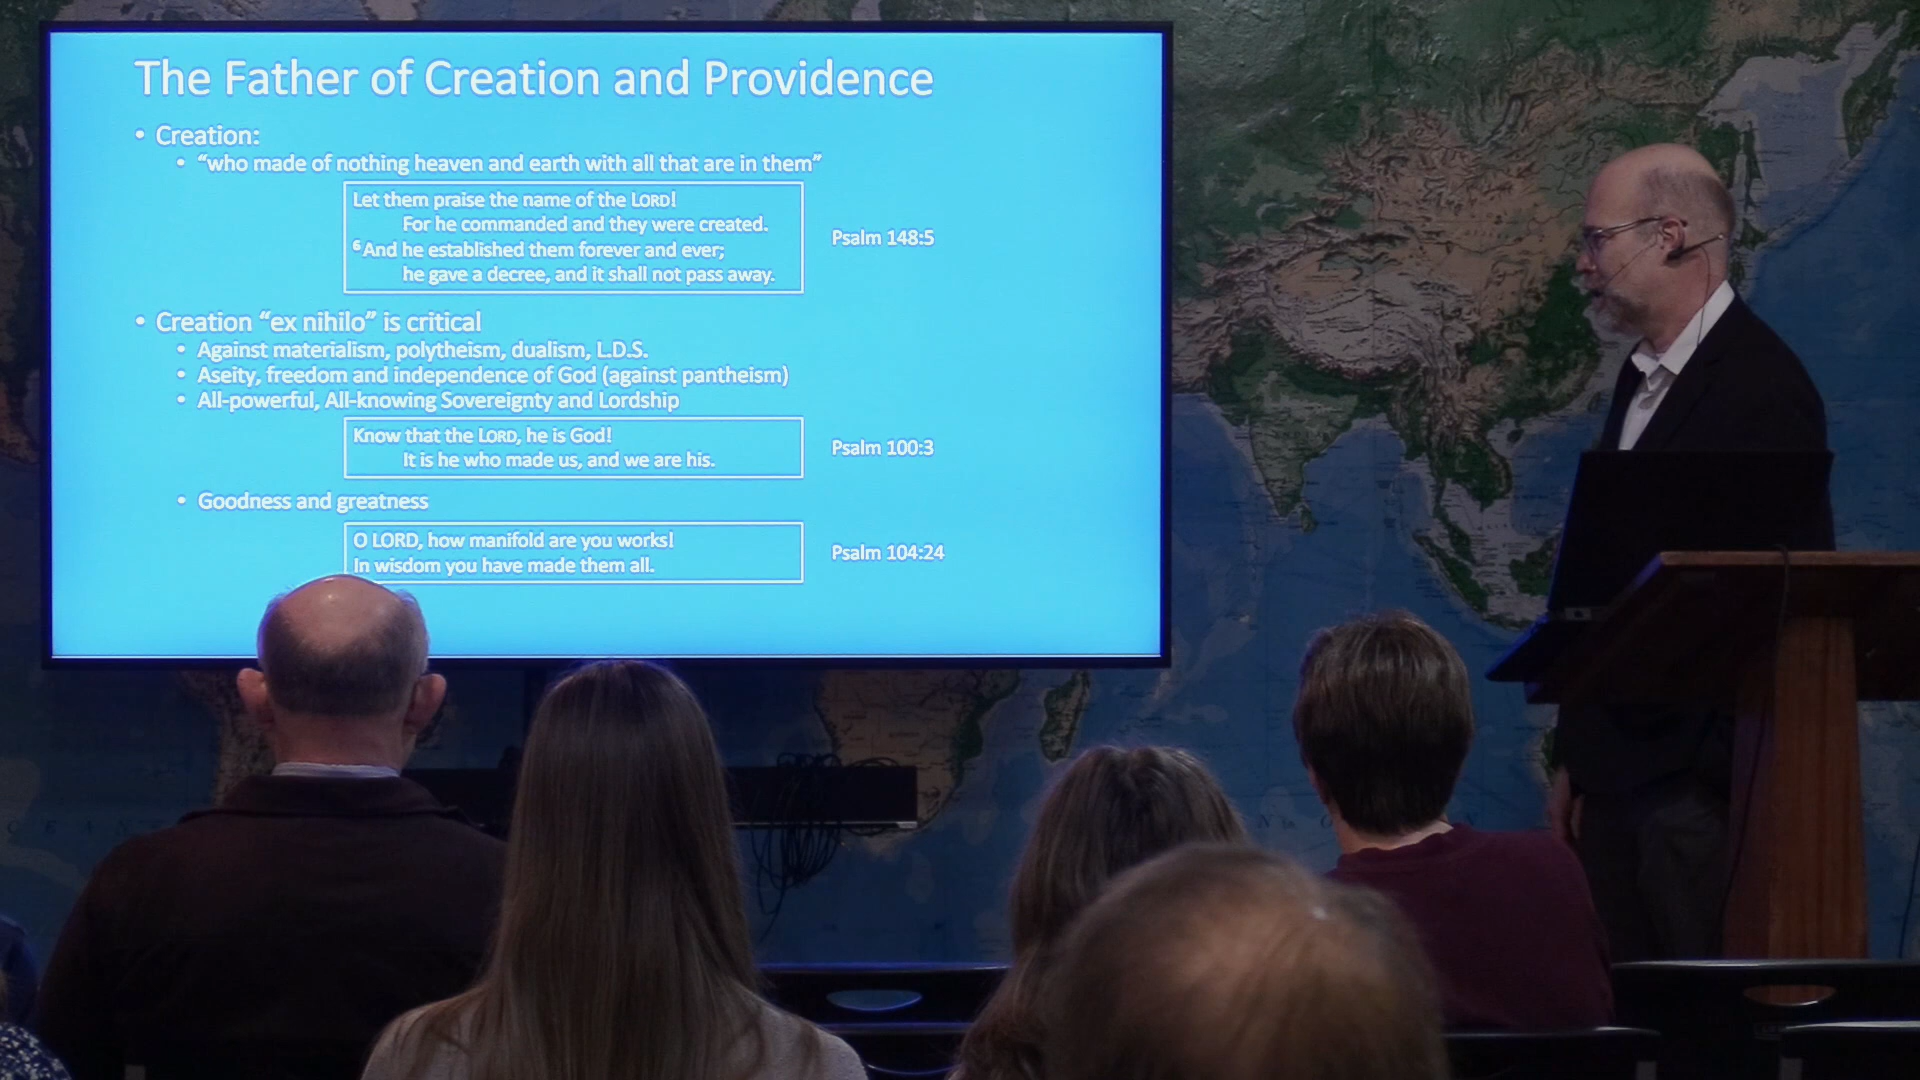 The Father of Creation and Providence
• Creation:
• “who made of nothing heaven and earth with all that are in them”
Let them praise the name of the LORD!
For he commanded and they were created.
6 And he established them forever and ever;
he gave a decree, and it shall not pass away.
Psalm 148:5
• Creation “ex nihilo” is critical
• Against materialism, polytheism, dualism, L.D.S.
• Aseity, freedom and independence of God (against pantheism)
• All-powerful, All-knowing Sovereignty and Lordship
Know that the LORD, he is God!
It is he who made us, and we are his.
Psalm 100:3
• Goodness and greatness
O LORD, how manifold are you works!
In wisdom you have made them all.
Psalm 104:24